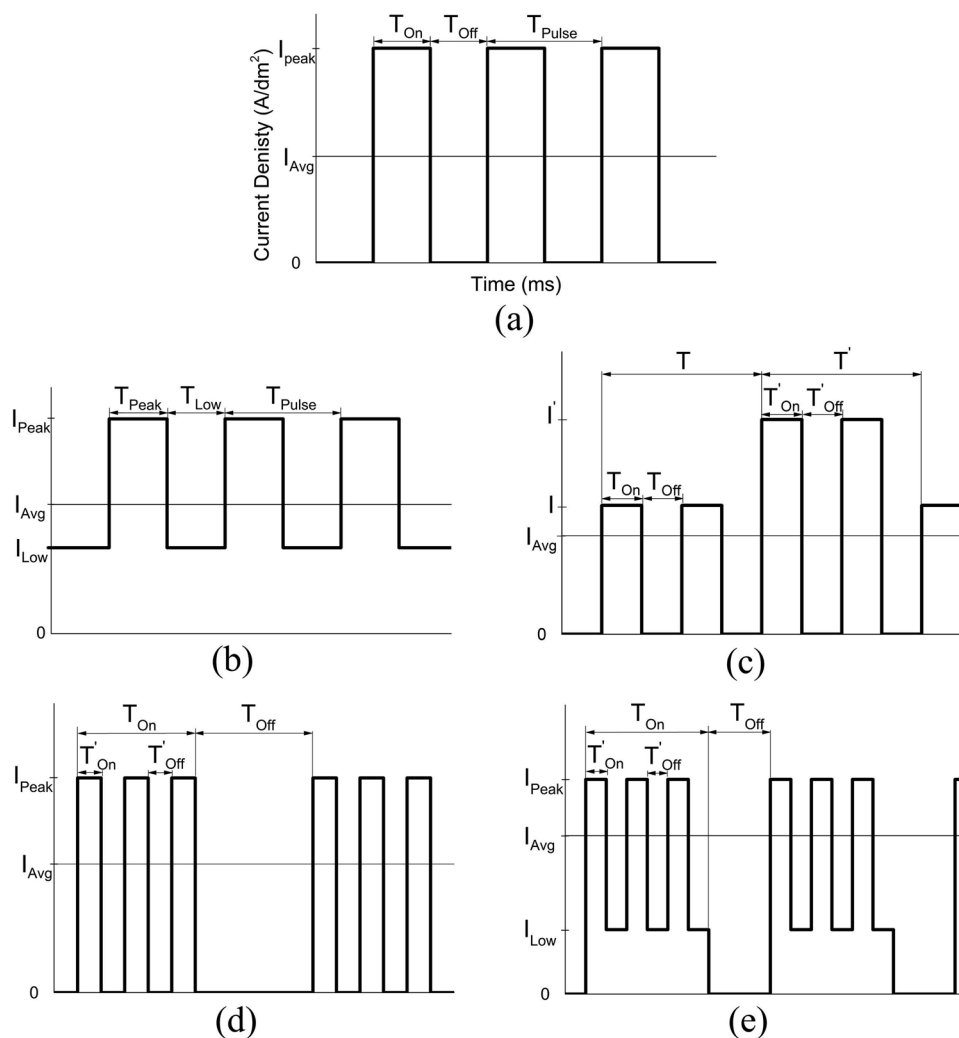 T_On T_Off T_Pulse
I_peak
I_Avg
Current Denisty (A/dm²)
0
Time (ms)
(a)
T_Peak T_Low T_Pulse
I_Peak
I_Avg
I_Low
0
(b)
T T'
I'
T'_On T'_Off
T_On T_Off
I
I_Avg
0
(c)
T_On T_Off
T'_On T'_Off
I_Peak
I_Avg
0
(d)
T_On T_Off
T'_On T'_Off
I_Peak
I_Avg
I_Low
0
(e)